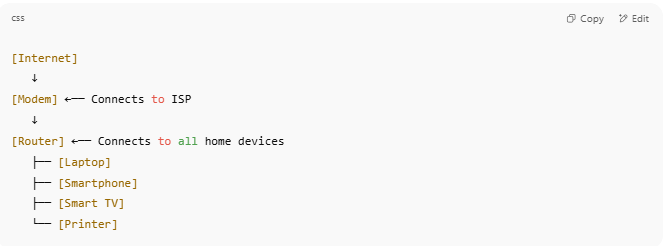 css
Copy
Edit
[Internet]
↓
[Modem] ←── Connects to ISP
↓
[Router] ←── Connects to all home devices
├── [Laptop]
├── [Smartphone]
├── [Smart TV]
└── [Printer]